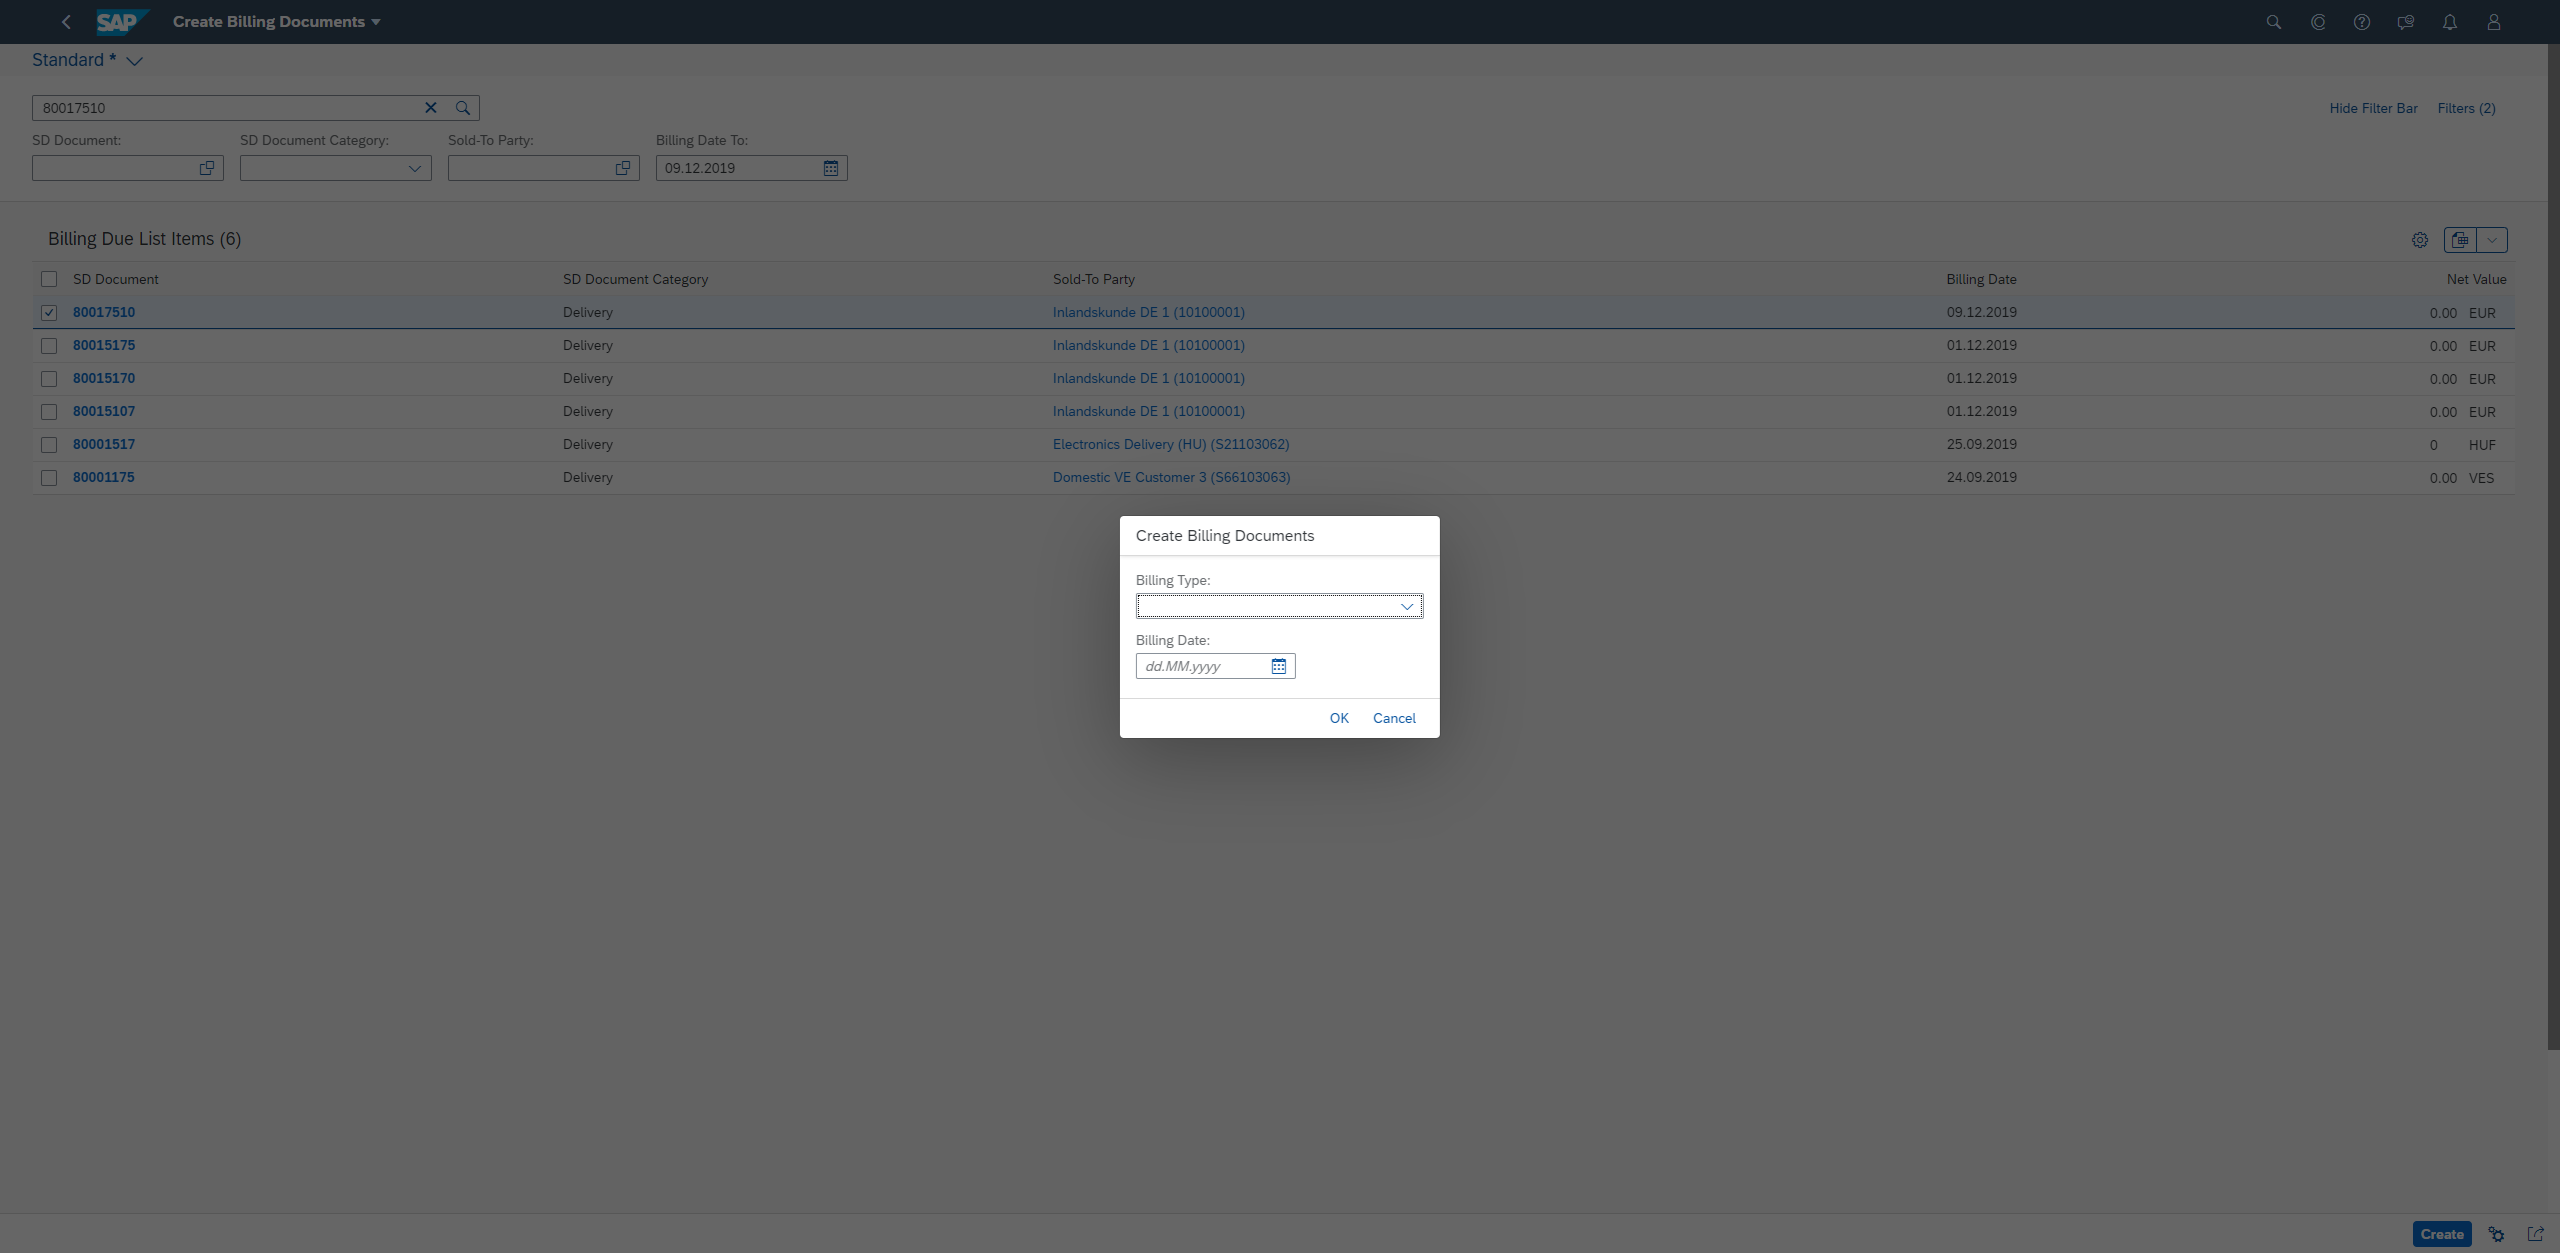 SAP Create Billing Documents
Standard *
80017510
Hide Filter Bar Filters (2)
SD Document: SD Document Category: Sold-To Party: Billing Date To:
09.12.2019
Billing Due List Items (6)
SD Document SD Document Category Sold-To Party Billing Date Net Value
80017510 Delivery Inlandskunde DE 1 (10100001) 09.12.2019 0.00 EUR
80015175 Delivery Inlandskunde DE 1 (10100001) 01.12.2019 0.00 EUR
80015170 Delivery Inlandskunde DE 1 (10100001) 01.12.2019 0.00 EUR
80015107 Delivery Inlandskunde DE 1 (10100001) 01.12.2019 0.00 EUR
80001517 Delivery Electronics Delivery (HU) (S21103062) 25.09.2019 0 HUF
80001175 Delivery Domestic VE Customer 3 (S66103063) 24.09.2019 0.00 VES
Create Billing Documents
Billing Type:
Billing Date:
dd.MM.yyyy
OK Cancel
Create